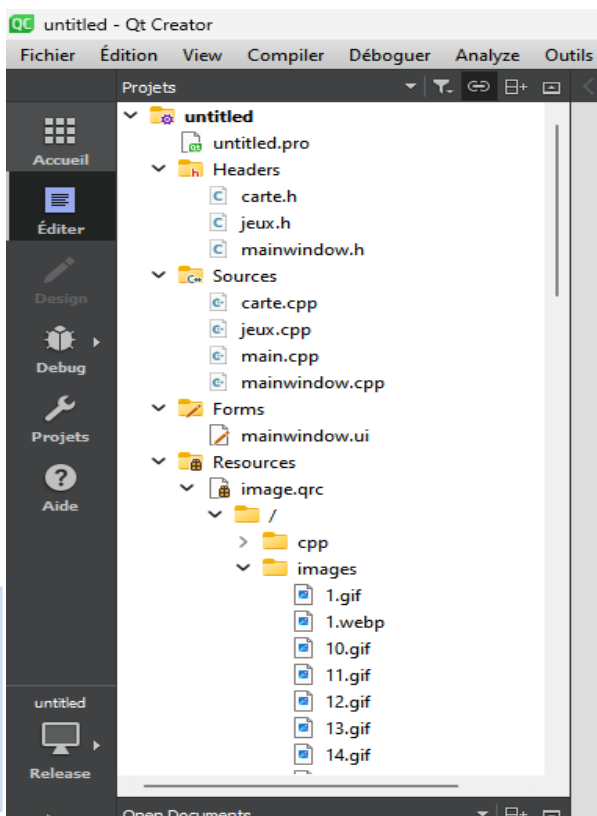 QC untitled - Qt Creator
Fichier Édition View Compiler Déboguer Analyze Outils
Projets
untitled
untitled.pro
Headers
carte.h
jeux.h
mainwindow.h
Sources
carte.cpp
jeux.cpp
main.cpp
mainwindow.cpp
Forms
mainwindow.ui
Resources
image.qrc
/
cpp
images
1.gif
1.webp
10.gif
11.gif
12.gif
13.gif
14.gif
Accueil
Éditer
Design
Debug
Projets
Aide
untitled
Release
Open Documents